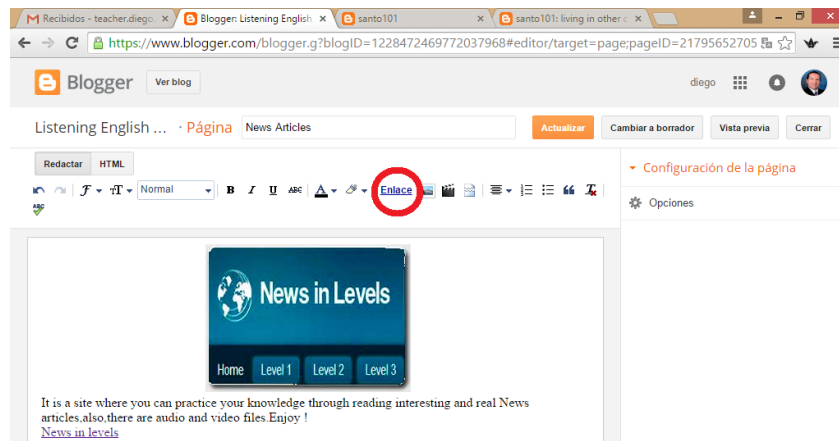 Recibidos - teacher.diego.
Blogger: Listening English
santo101
santo101: living in other c
https://www.blogger.com/blogger.g?blogID=1228472469772037968#editor/target=page;pageID=21795652705
Blogger
Ver blog
diego
Listening English ... · Página
News Articles
Actualizar
Cambiar a borrador
Vista previa
Cerrar
Redactar
HTML
Normal
B I U ABC A Enlace
ABC
Configuración de la página
Opciones
News in Levels
Home Level 1 Level 2 Level 3
It is a site where you can practice your knowledge through reading interesting and real News
articles,also,there are audio and video files.Enjoy !
News in levels